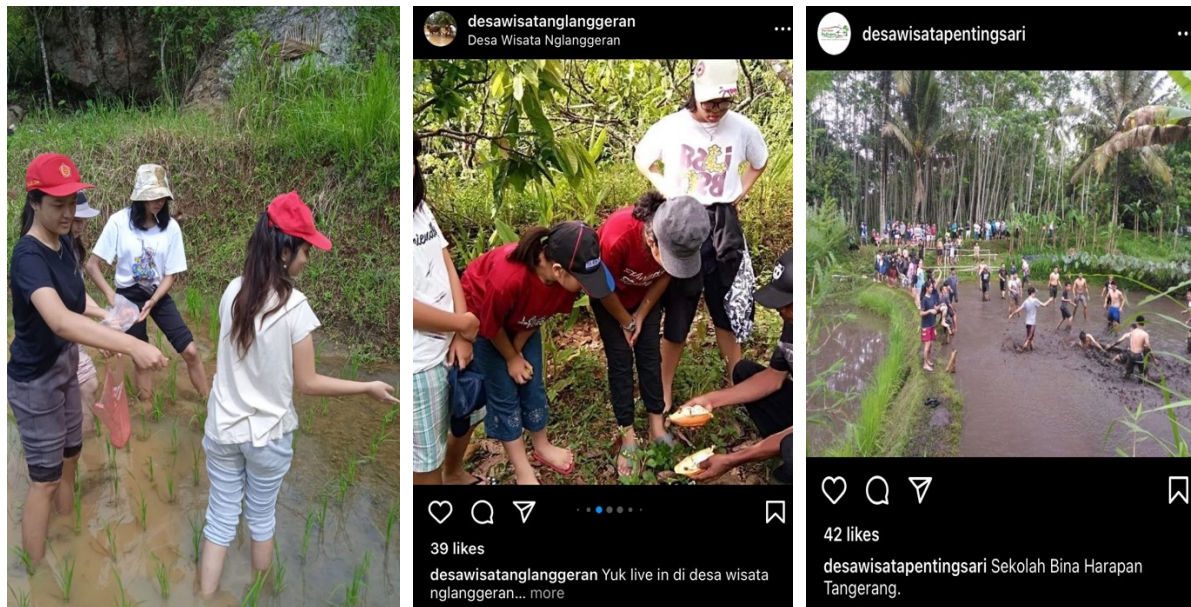 desawisatanglanggeran
Desa Wisata Nglanggeran
39 likes
desawisatanglanggeran Yuk live in di desa wisata
nglanggeran... more
desawisatapentingsari
42 likes
desawisatapentingsari Sekolah Bina Harapan
Tangerang.